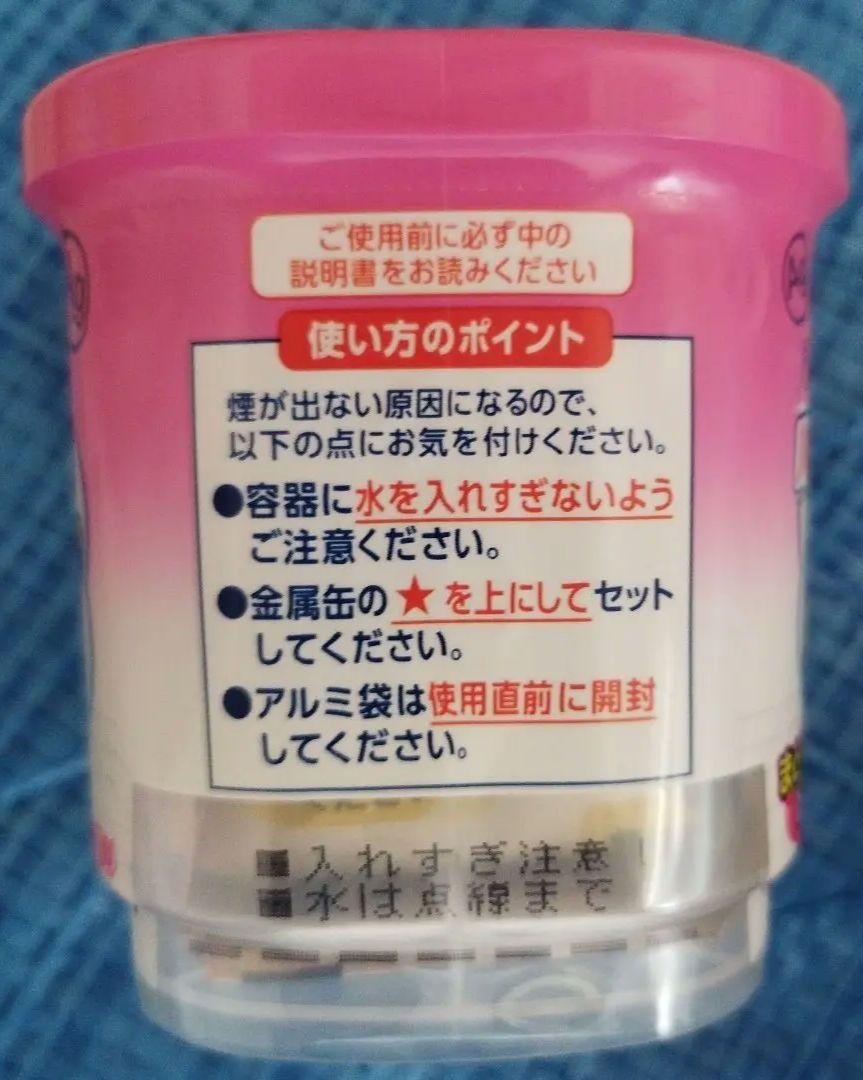 ご使用前に必ず中の
説明書をお読みください
使い方のポイント
煙が出ない原因になるので、
以下の点にお気を付けください。
●容器に水を入れすぎないよう
ご注意ください。
●金属缶の★を上にしてセット
してください。
●アルミ袋は使用直前に開封
してください。
■入れすぎ注意!
■水は点線まで